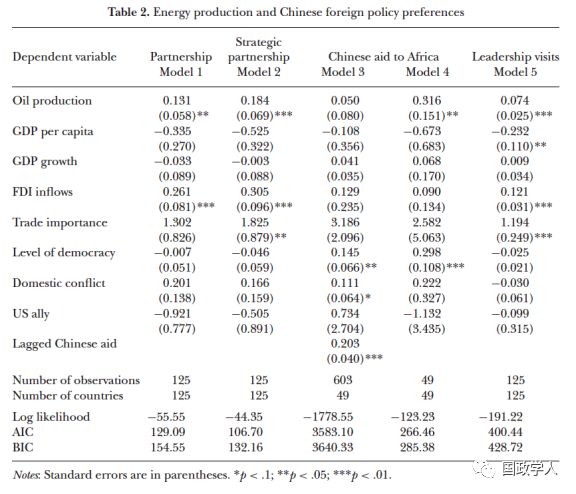 Table 2. Energy production and Chinese foreign policy preferences
Dependent variable Partnership Model 1 Strategic partnership Model 2 Chinese aid to Africa Model 3 Model 4 Leadership visits Model 5
Oil production 0.131 0.184 0.050 0.316 0.074
(0.058)** (0.069)*** (0.080) (0.151)** (0.025)***
GDP per capita −0.335 −0.525 −0.108 −0.673 −0.232
(0.270) (0.322) (0.356) (0.683) (0.110)**
GDP growth −0.033 −0.003 0.041 0.068 0.009
(0.089) (0.088) (0.035) (0.170) (0.034)
FDI inflows 0.261 0.305 0.129 0.090 0.121
(0.081)*** (0.096)*** (0.235) (0.134) (0.031)***
Trade importance 1.302 1.825 3.186 2.582 1.194
(0.826) (0.879)** (2.096) (5.063) (0.249)***
Level of democracy −0.007 −0.046 0.145 0.298 −0.025
(0.051) (0.059) (0.066)** (0.108)*** (0.021)
Domestic conflict 0.201 0.166 0.111 0.222 −0.030
(0.138) (0.159) (0.064)* (0.327) (0.061)
US ally −0.921 −0.505 0.734 −1.132 −0.099
(0.777) (0.891) (2.704) (3.435) (0.315)
Lagged Chinese aid 0.203
(0.040)***
Number of observations 125 125 603 49 125
Number of countries 125 125 49 49 125
Log likelihood −55.55 −44.35 −1778.55 −123.23 −191.22
AIC 129.09 106.70 3583.10 266.46 400.44
BIC 154.55 132.16 3640.33 285.38 428.72
Notes: Standard errors are in parentheses. *p < .1; **p < .05; ***p < .01.
国政学人